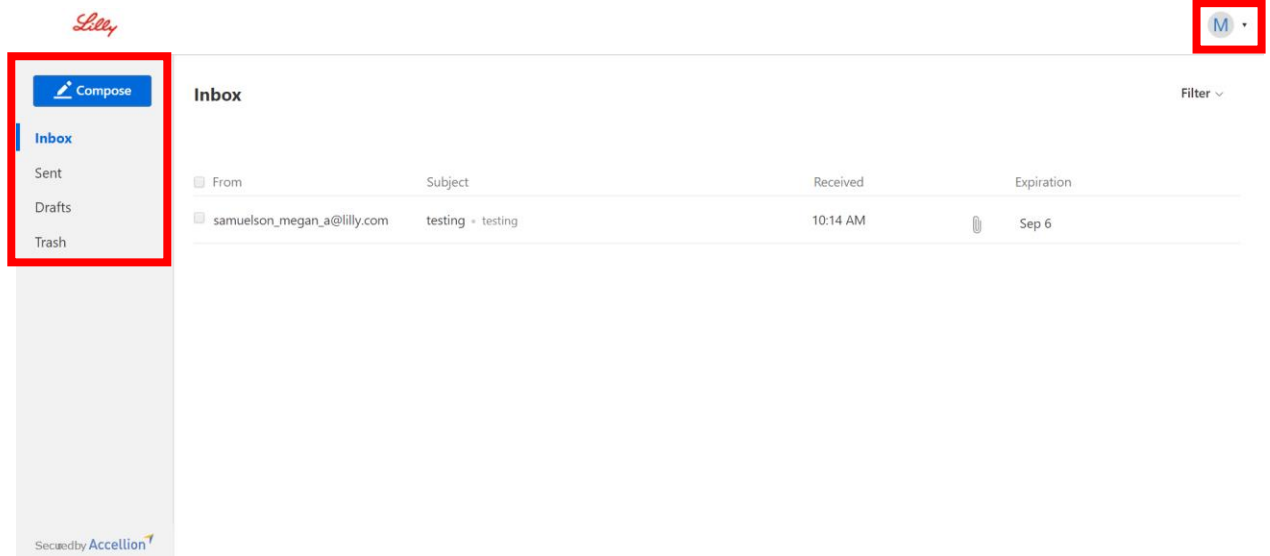 Lilly
M
Compose
Inbox
Sent
Drafts
Trash
Inbox
Filter
From Subject Received Expiration
samuelson_megan_a@lilly.com testing • testing 10:14 AM Sep 6
Secured by Accellion